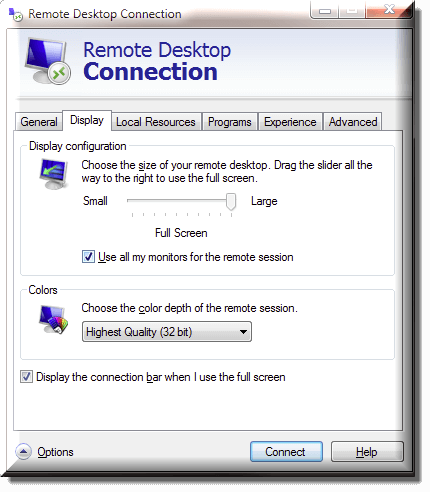 Remote Desktop Connection
Remote Desktop
Connection
General Display Local Resources Programs Experience Advanced
Display configuration
Choose the size of your remote desktop. Drag the slider all the
way to the right to use the full screen.
Small Large
Full Screen
Use all my monitors for the remote session
Colors
Choose the color depth of the remote session.
Highest Quality (32 bit)
Display the connection bar when I use the full screen
Options Connect Help